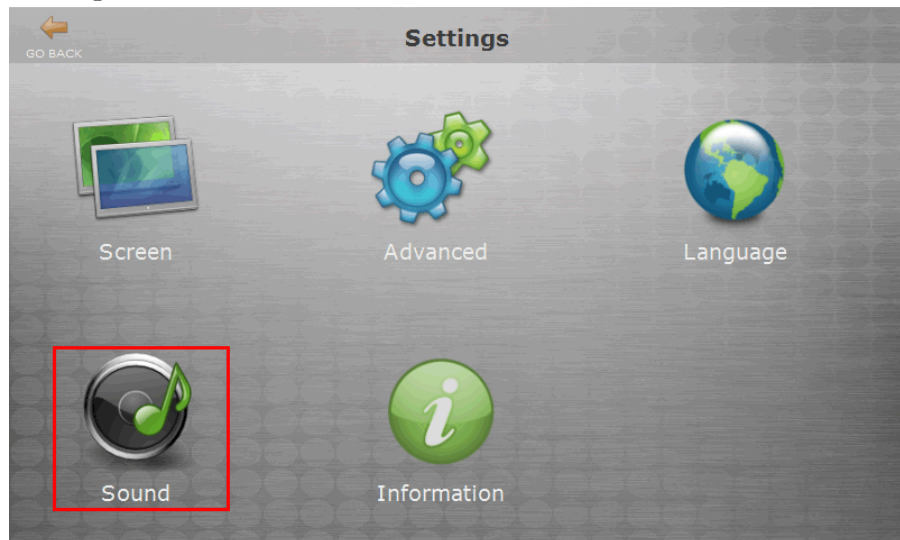 Settings
GO BACK
Screen
Advanced
Language
Sound
Information